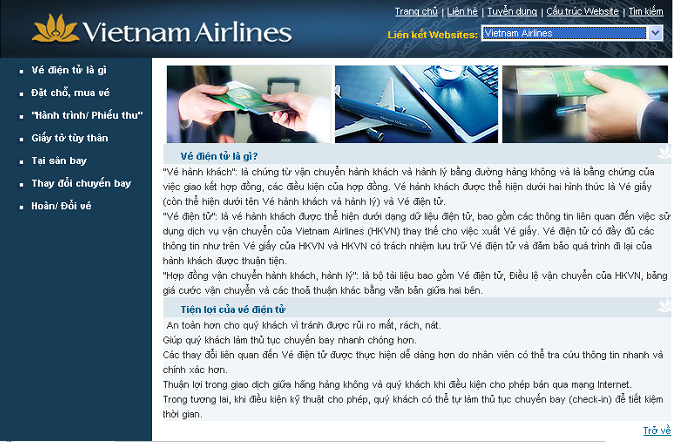 Trang chủ | Liên hệ | Tuyển dụng | Cấu trúc Website | Tìm kiếm
Vietnam Airlines
Liên kết Websites: Vietnam Airlines
Vé điện tử là gì
Đặt chỗ, mua vé
"Hành trình/ Phiếu thu"
Giấy tờ tùy thân
Tại sân bay
Thay đổi chuyến bay
Hoàn/ Đổi vé
Vé điện tử là gì?
"Vé hành khách": là chứng từ vận chuyển hành khách và hành lý bằng đường hàng không và là bằng chứng của
việc giao kết hợp đồng, các điều kiện của hợp đồng. Vé hành khách được thể hiện dưới hai hình thức là Vé giấy
(còn thể hiện dưới tên Vé hành khách và hành lý) và Vé điện tử.
"Vé điện tử": là vé hành khách được thể hiện dưới dạng dữ liệu điện tử, bao gồm các thông tin liên quan đến việc sử
dụng dịch vụ vận chuyển của Vietnam Airlines (HKVN) thay thế cho việc xuất Vé giấy. Vé điện tử có đầy đủ các
thông tin như trên Vé giấy của HKVN và HKVN có trách nhiệm lưu trữ Vé điện tử và đảm bảo quá trình đi lại của
hành khách được thuận tiện.
"Hợp đồng vận chuyển hành khách, hành lý": là bộ tài liệu bao gồm Vé điện tử, Điều lệ vận chuyển của HKVN, bảng
giá cước vận chuyển và các thoả thuận khác bằng văn bản giữa hai bên.
Tiện lợi của vé điện tử
An toàn hơn cho quý khách vì tránh được rủi ro mất, rách, nát.
Giúp quý khách làm thủ tục chuyến bay nhanh chóng hơn.
Các thay đổi liên quan đến Vé điện tử được thực hiện dễ dàng hơn do nhân viên có thể tra cứu thông tin nhanh và
chính xác hơn.
Thuận lợi trong giao dịch giữa hãng hàng không và quý khách khi điều kiện cho phép bán qua mạng Internet.
Trong tương lai, khi điều kiện kỹ thuật cho phép, quý khách có thể tự làm thủ tục chuyến bay (check-in) để tiết kiệm
thời gian.
Trở về